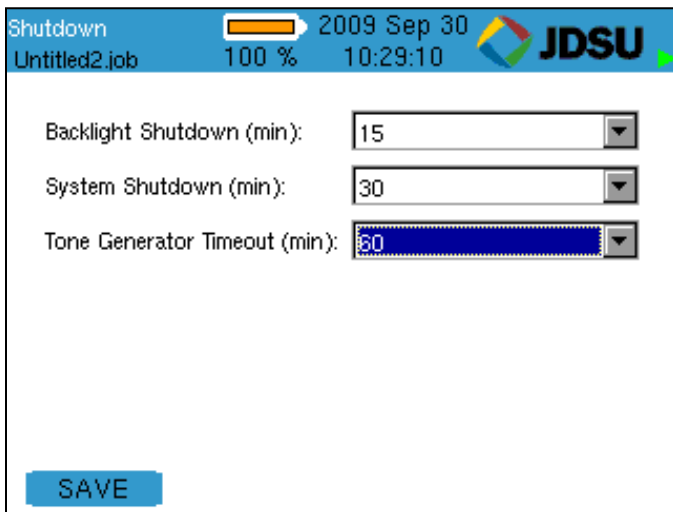 Shutdown 2009 Sep 30 JDSU
Untitled2.job 100 % 10:29:10
Backlight Shutdown (min): 15
System Shutdown (min): 30
Tone Generator Timeout (min): 60
SAVE